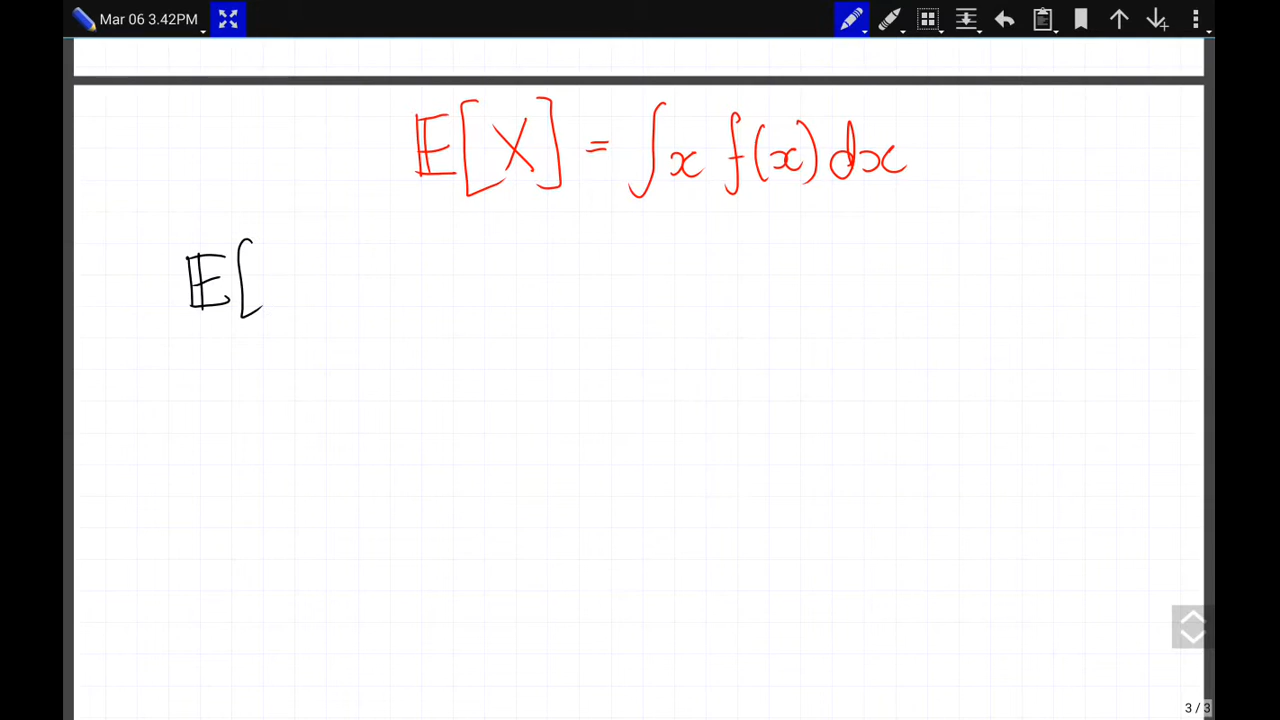 Mar 06 3.42PM
𝔼[X] = ∫x f(x)dx
𝔼[
3 / 3